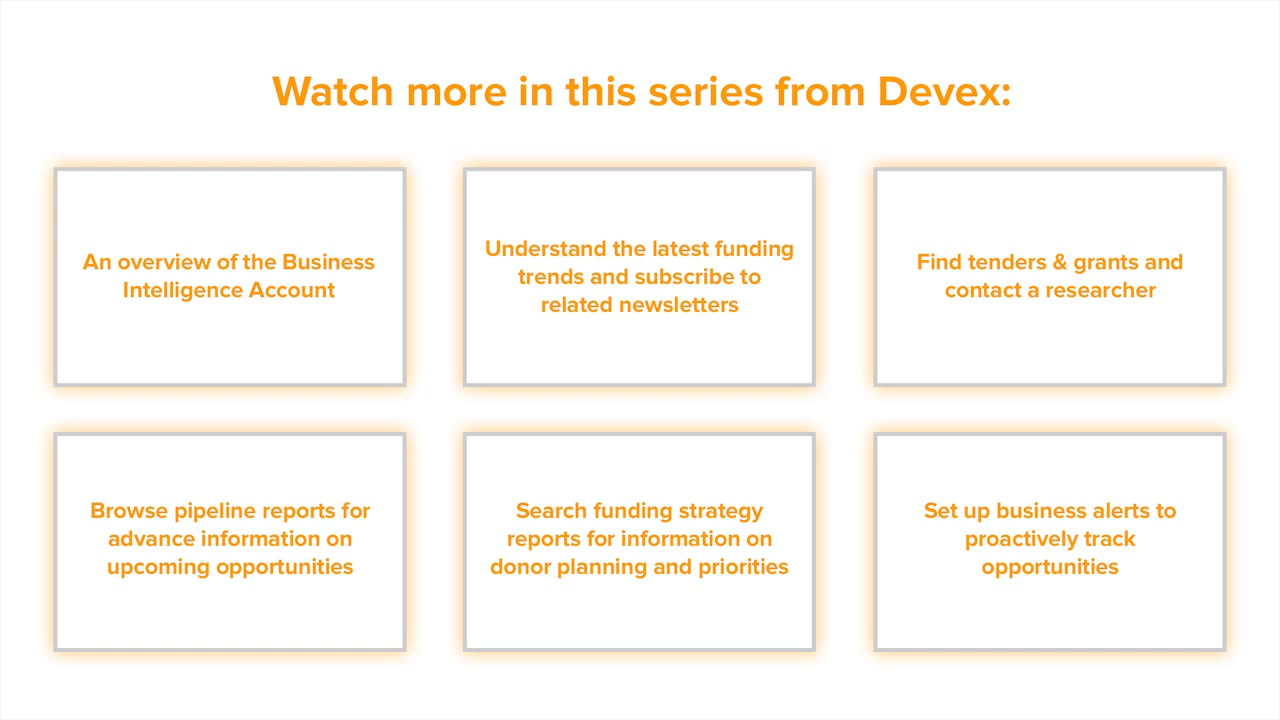 Watch more in this series from Devex:
An overview of the Business
Intelligence Account
Understand the latest funding
trends and subscribe to
related newsletters
Find tenders & grants and
contact a researcher
Browse pipeline reports for
advance information on
upcoming opportunities
Search funding strategy
reports for information on
donor planning and priorities
Set up business alerts to
proactively track
opportunities